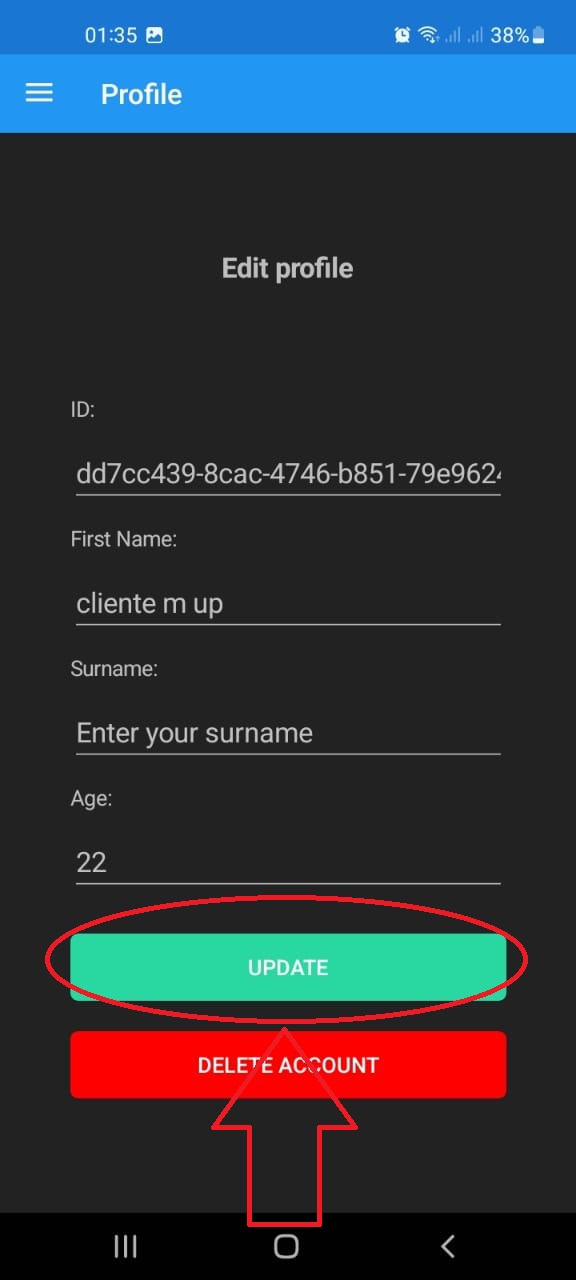 01:35 38%
Profile
Edit profile
ID:
dd7cc439-8cac-4746-b851-79e9624
First Name:
cliente m up
Surname:
Enter your surname
Age:
22
UPDATE
DELETE ACCOUNT